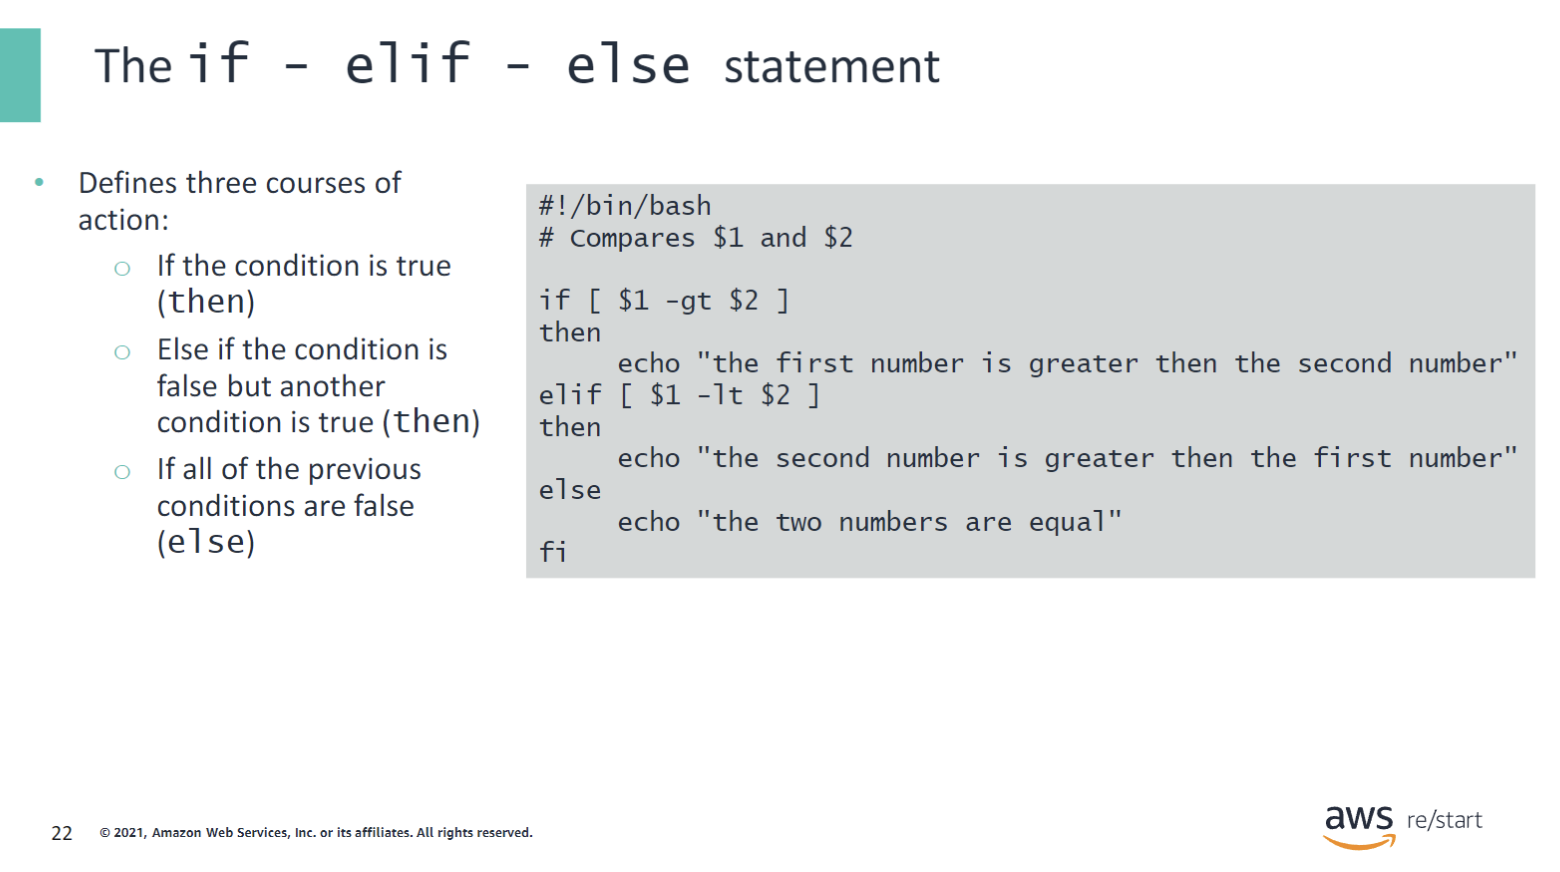 The if - elif - else statement
• Defines three courses of
action:
o If the condition is true
(then)
o Else if the condition is
false but another
condition is true (then)
o If all of the previous
conditions are false
(else)
#!/bin/bash
# Compares $1 and $2

if [ $1 -gt $2 ]
then
     echo "the first number is greater then the second number"
elif [ $1 -lt $2 ]
then
     echo "the second number is greater then the first number"
else
     echo "the two numbers are equal"
fi
22 © 2021, Amazon Web Services, Inc. or its affiliates. All rights reserved.
aws re/start